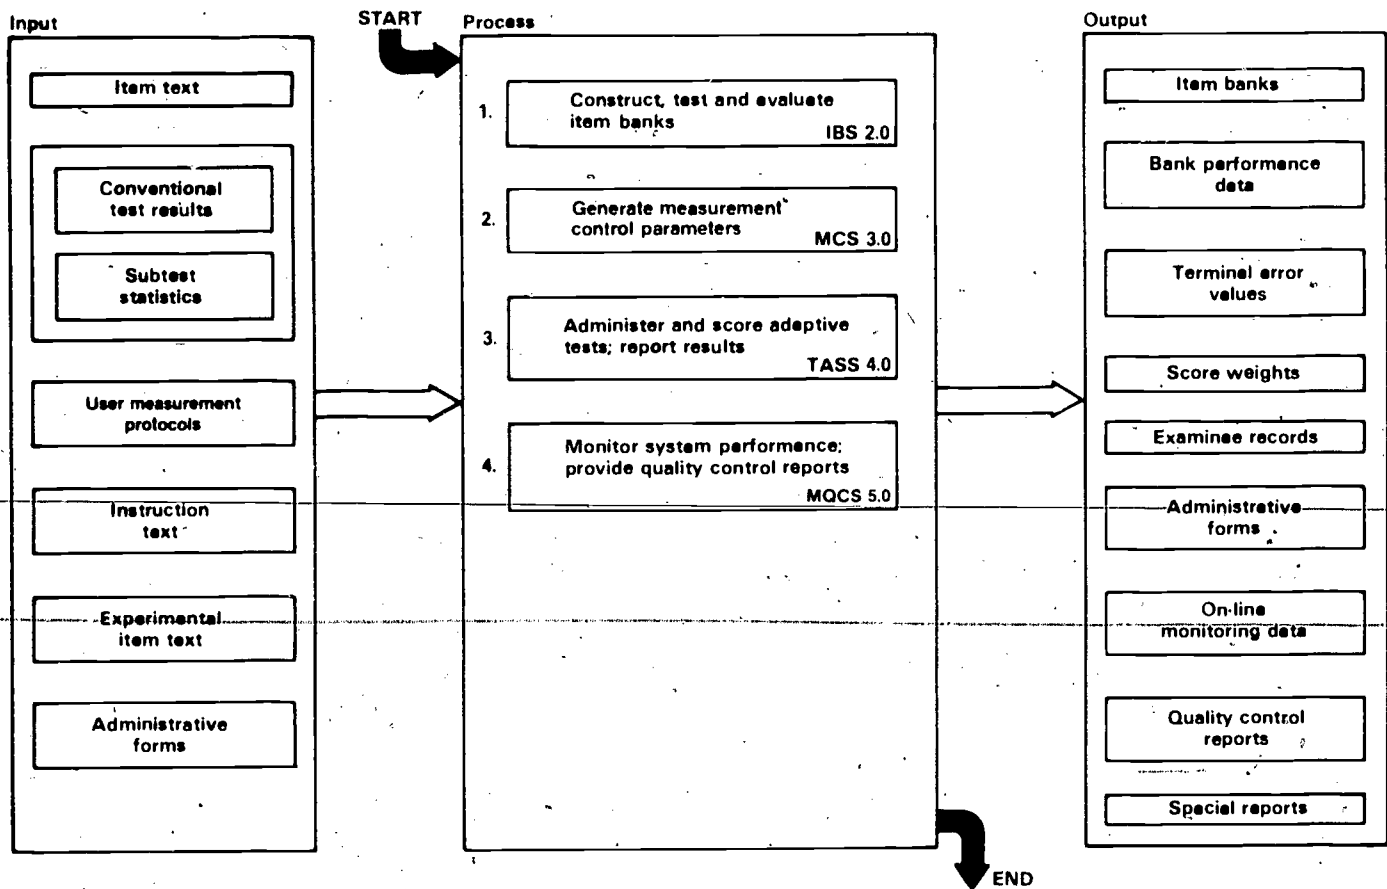 Input
Item text
Conventional
test results
Subtest
statistics
User measurement
protocols
Instruction
text
Experimental
item text
Administrative
forms
START
Process
1.
Construct, test and evaluate
item banks
IBS 2.0
2.
Generate measurement
control parameters
MCS 3.0
3.
Administer and score adaptive
tests; report results
TASS 4.0
4.
Monitor system performance;
provide quality control reports
MQCS 5.0
END
Output
Item banks
Bank performance
data
Terminal error
values
Score weights
Examinee records
Administrative
forms
On-line
monitoring data
Quality control
reports
Special reports